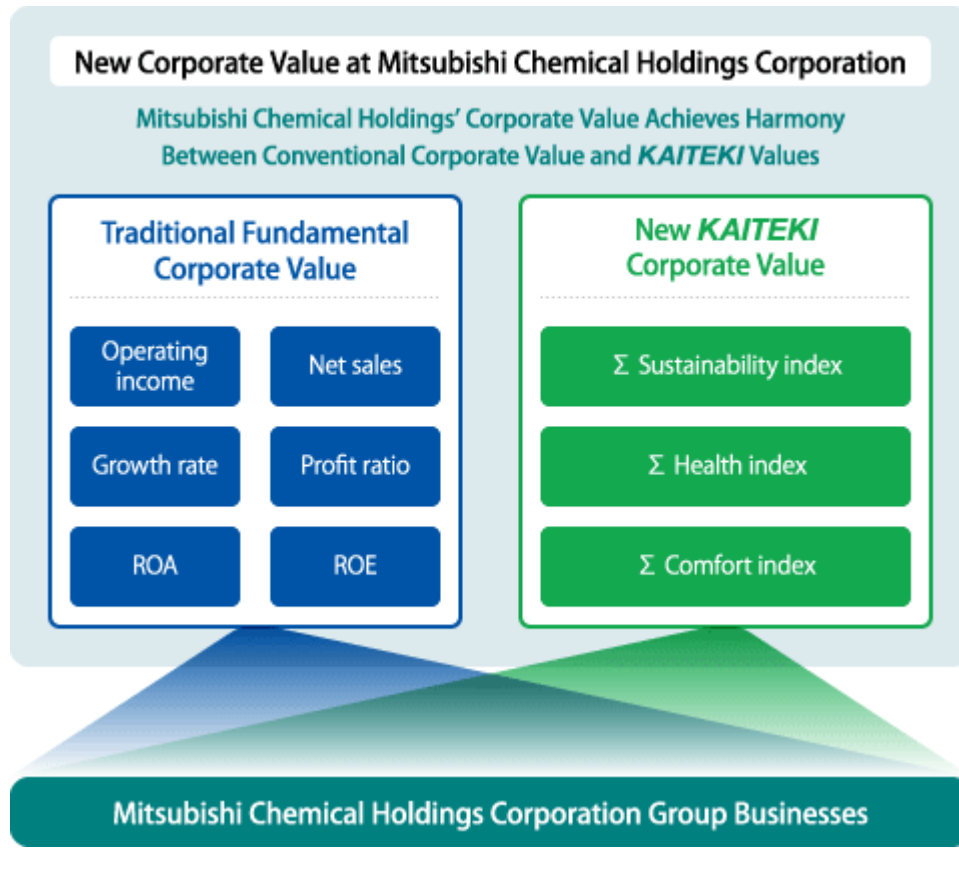 New Corporate Value at Mitsubishi Chemical Holdings Corporation
Mitsubishi Chemical Holdings' Corporate Value Achieves Harmony
Between Conventional Corporate Value and KAITEKI Values
Traditional Fundamental
Corporate Value
Operating
income
Net sales
Growth rate
Profit ratio
ROA
ROE
New KAITEKI
Corporate Value
Σ Sustainability index
Σ Health index
Σ Comfort index
Mitsubishi Chemical Holdings Corporation Group Businesses